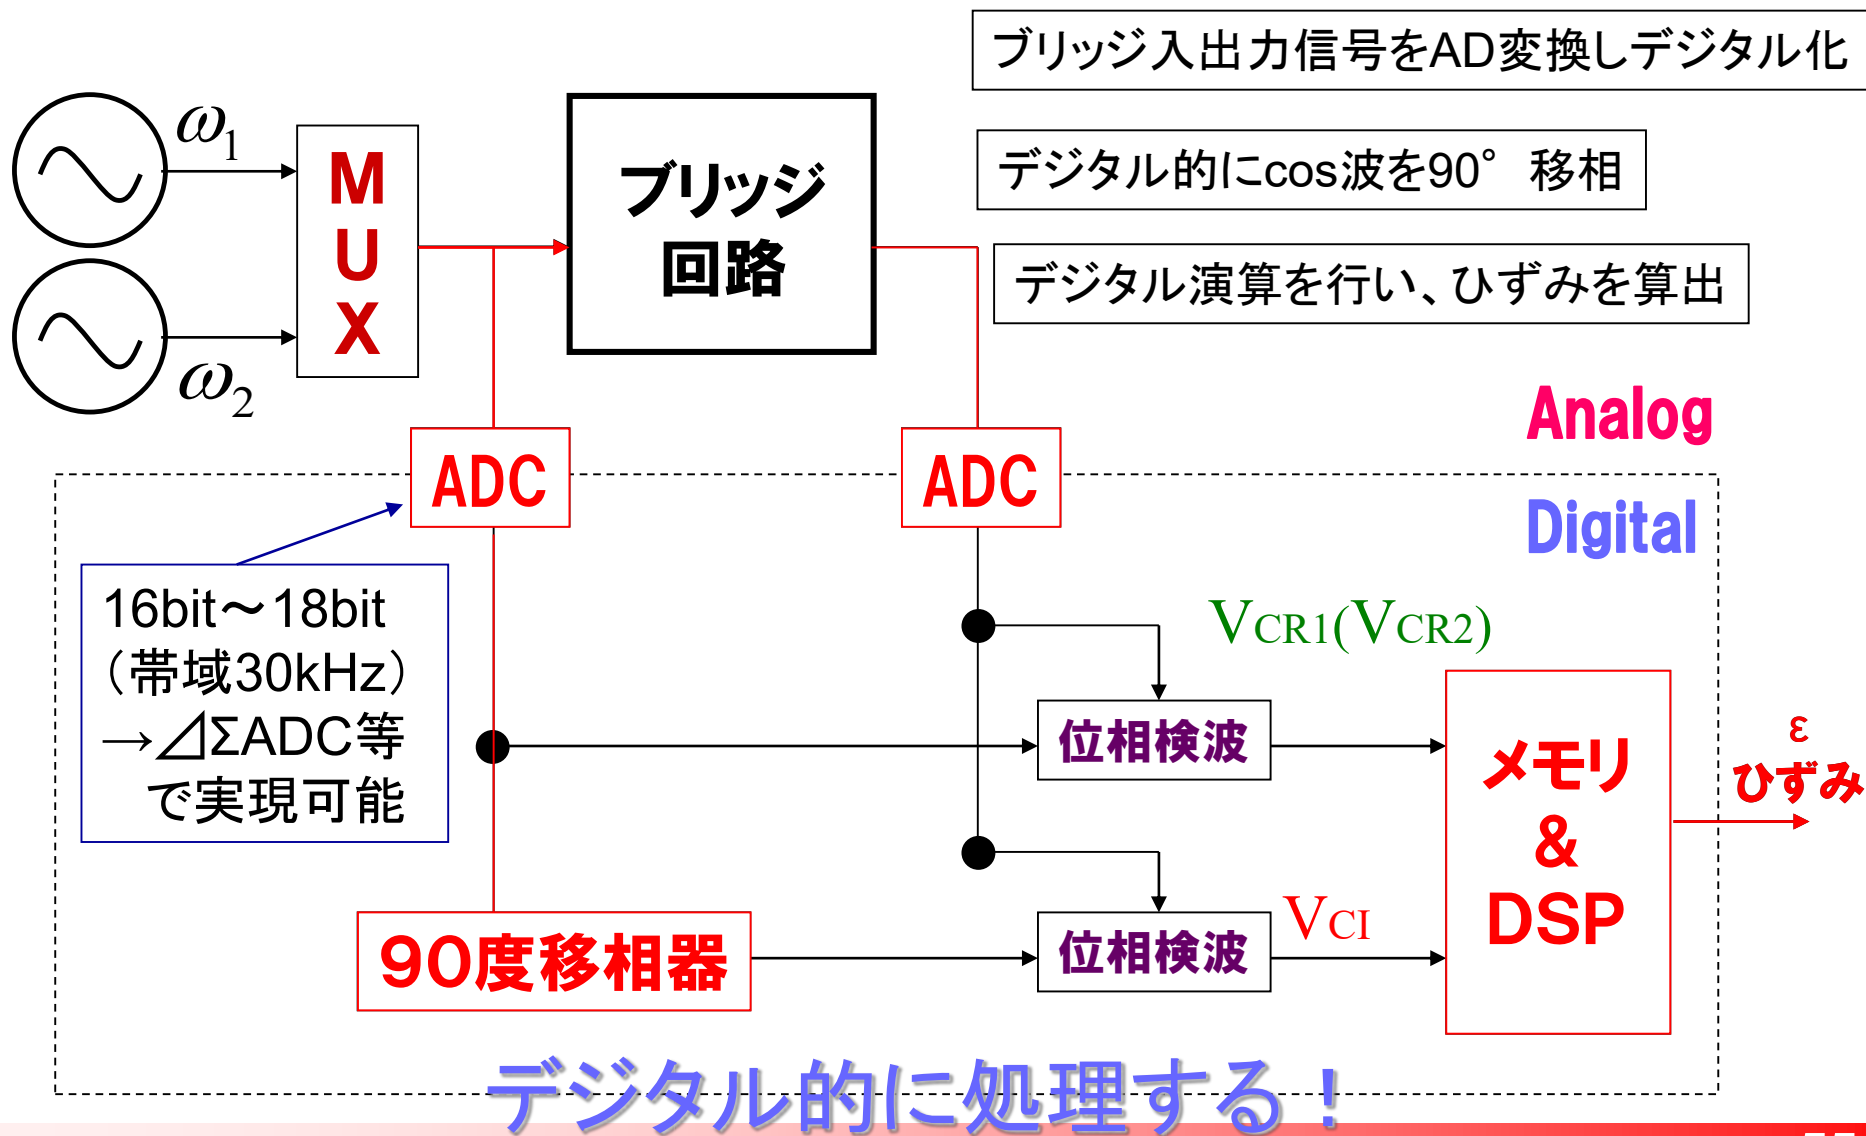 ブリッジ入出力信号をAD変換しデジタル化
デジタル的にcos波を90° 移相
デジタル演算を行い、ひずみを算出
ω1
ω2
M
U
X
ブリッジ
回路
Analog
Digital
ADC
ADC
16bit～18bit
（帯域30kHz）
→⊿ΣADC等
で実現可能
VCR1(VCR2)
位相検波
メモリ
&
DSP
ε
ひずみ
90度移相器
位相検波
VCI
デジタル的に処理する！